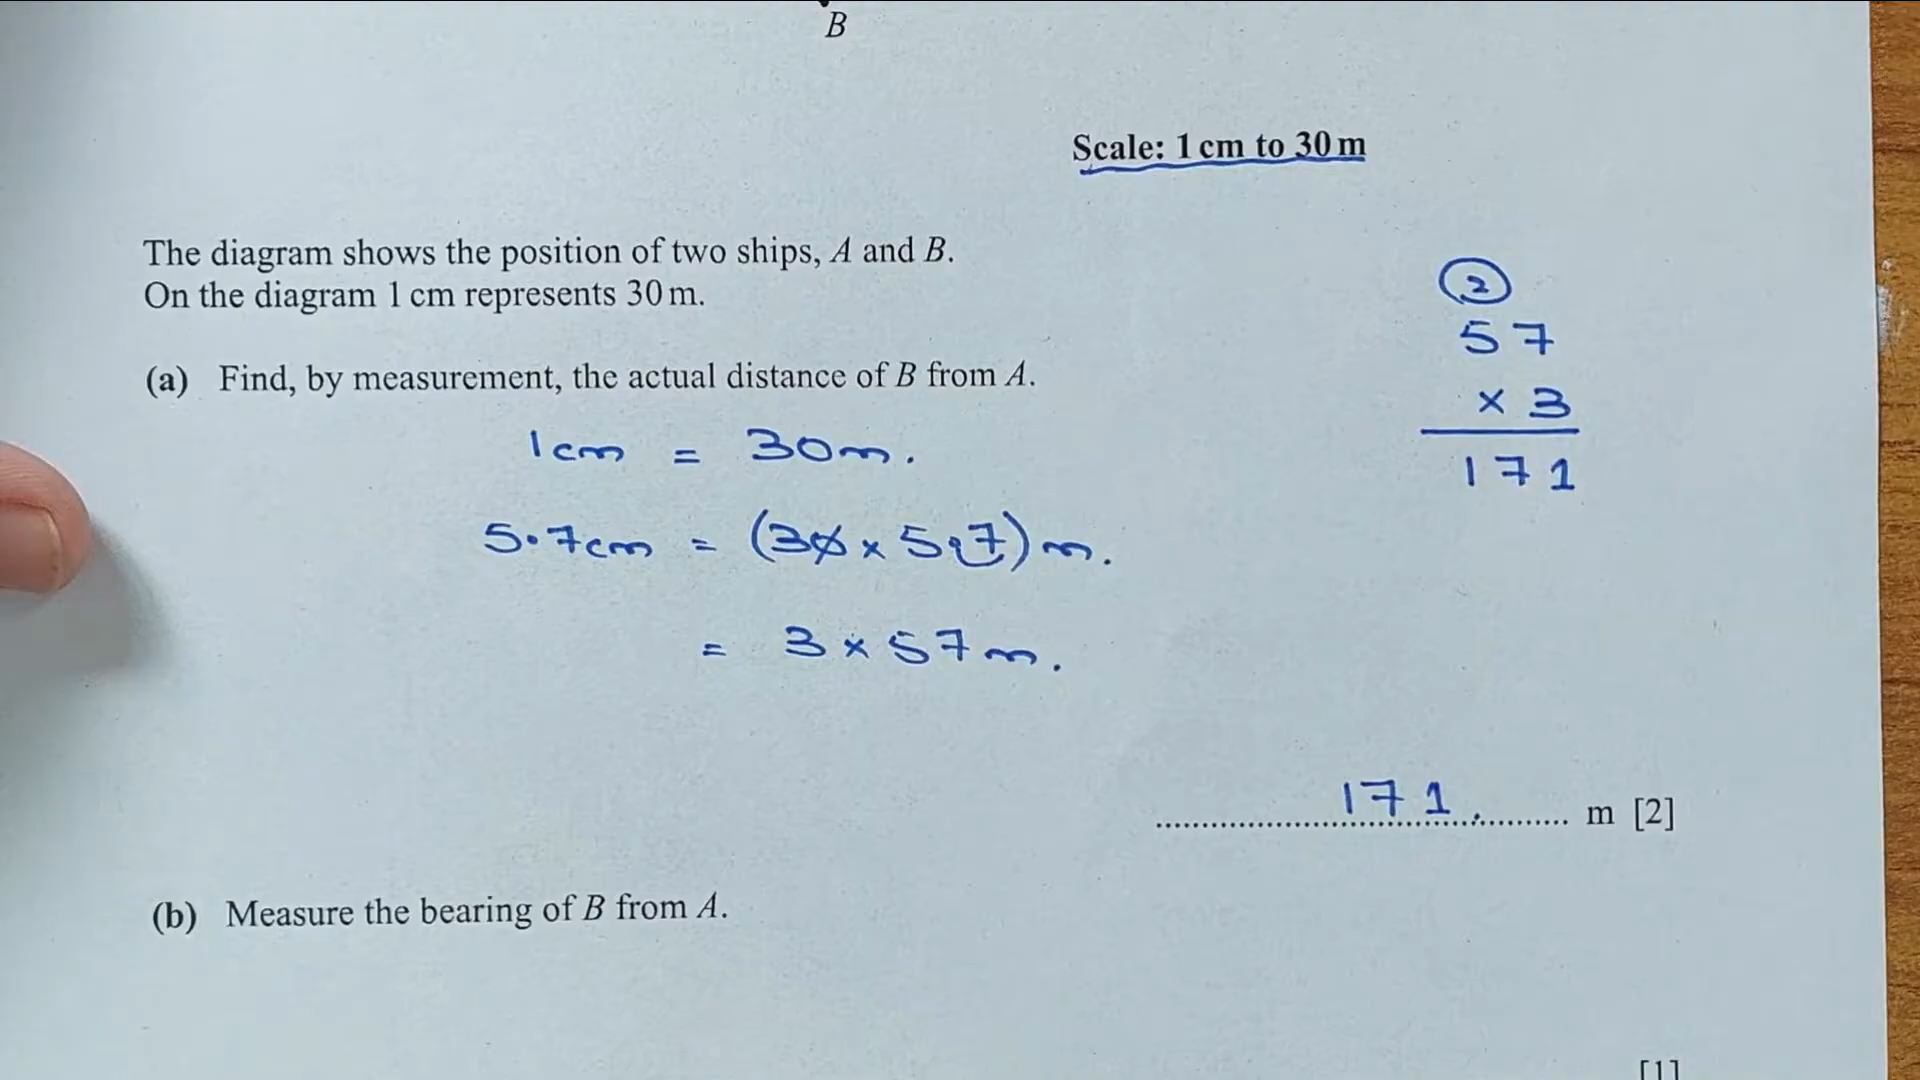 B
Scale: 1 cm to 30 m
The diagram shows the position of two ships, A and B.
On the diagram 1 cm represents 30 m.
(a) Find, by measurement, the actual distance of B from A.
1cm = 30m.
5.7cm = (30 x 5.7) m.
= 3 x 57 m.
2
57
x 3
171
171 m [2]
(b) Measure the bearing of B from A.
[1]